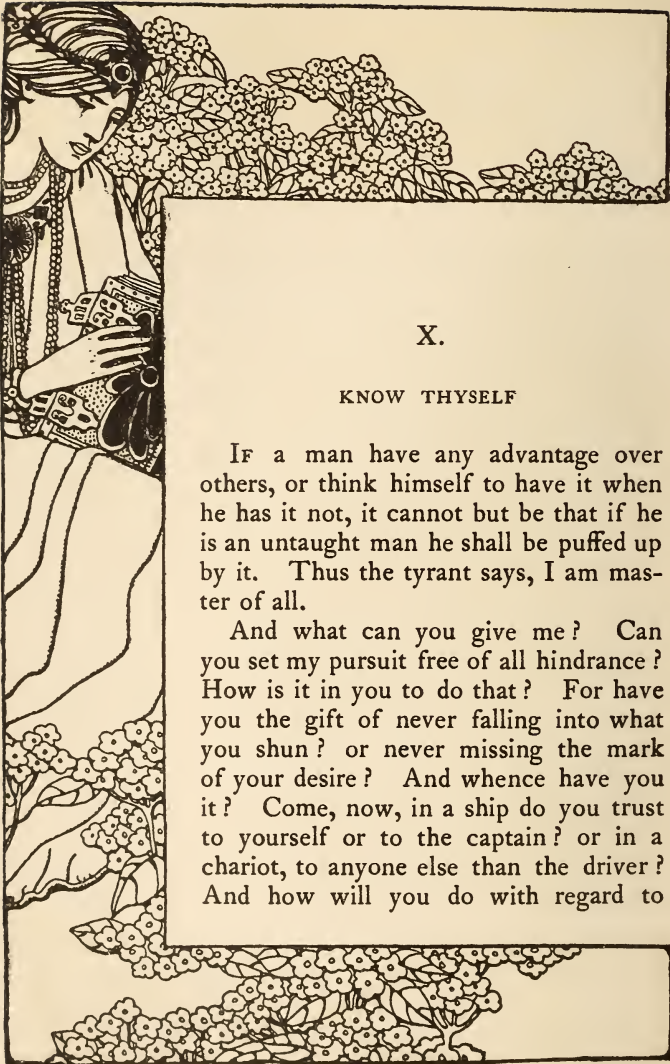 X.
KNOW THYSELF
IF a man have any advantage over
others, or think himself to have it when
he has it not, it cannot but be that if he
is an untaught man he shall be puffed up
by it. Thus the tyrant says, I am mas-
ter of all.
And what can you give me? Can
you set my pursuit free of all hindrance?
How is it in you to do that? For have
you the gift of never falling into what
you shun? or never missing the mark
of your desire? And whence have you
it? Come, now, in a ship do you trust
to yourself or to the captain? or in a
chariot, to anyone else than the driver?
And how will you do with regard to